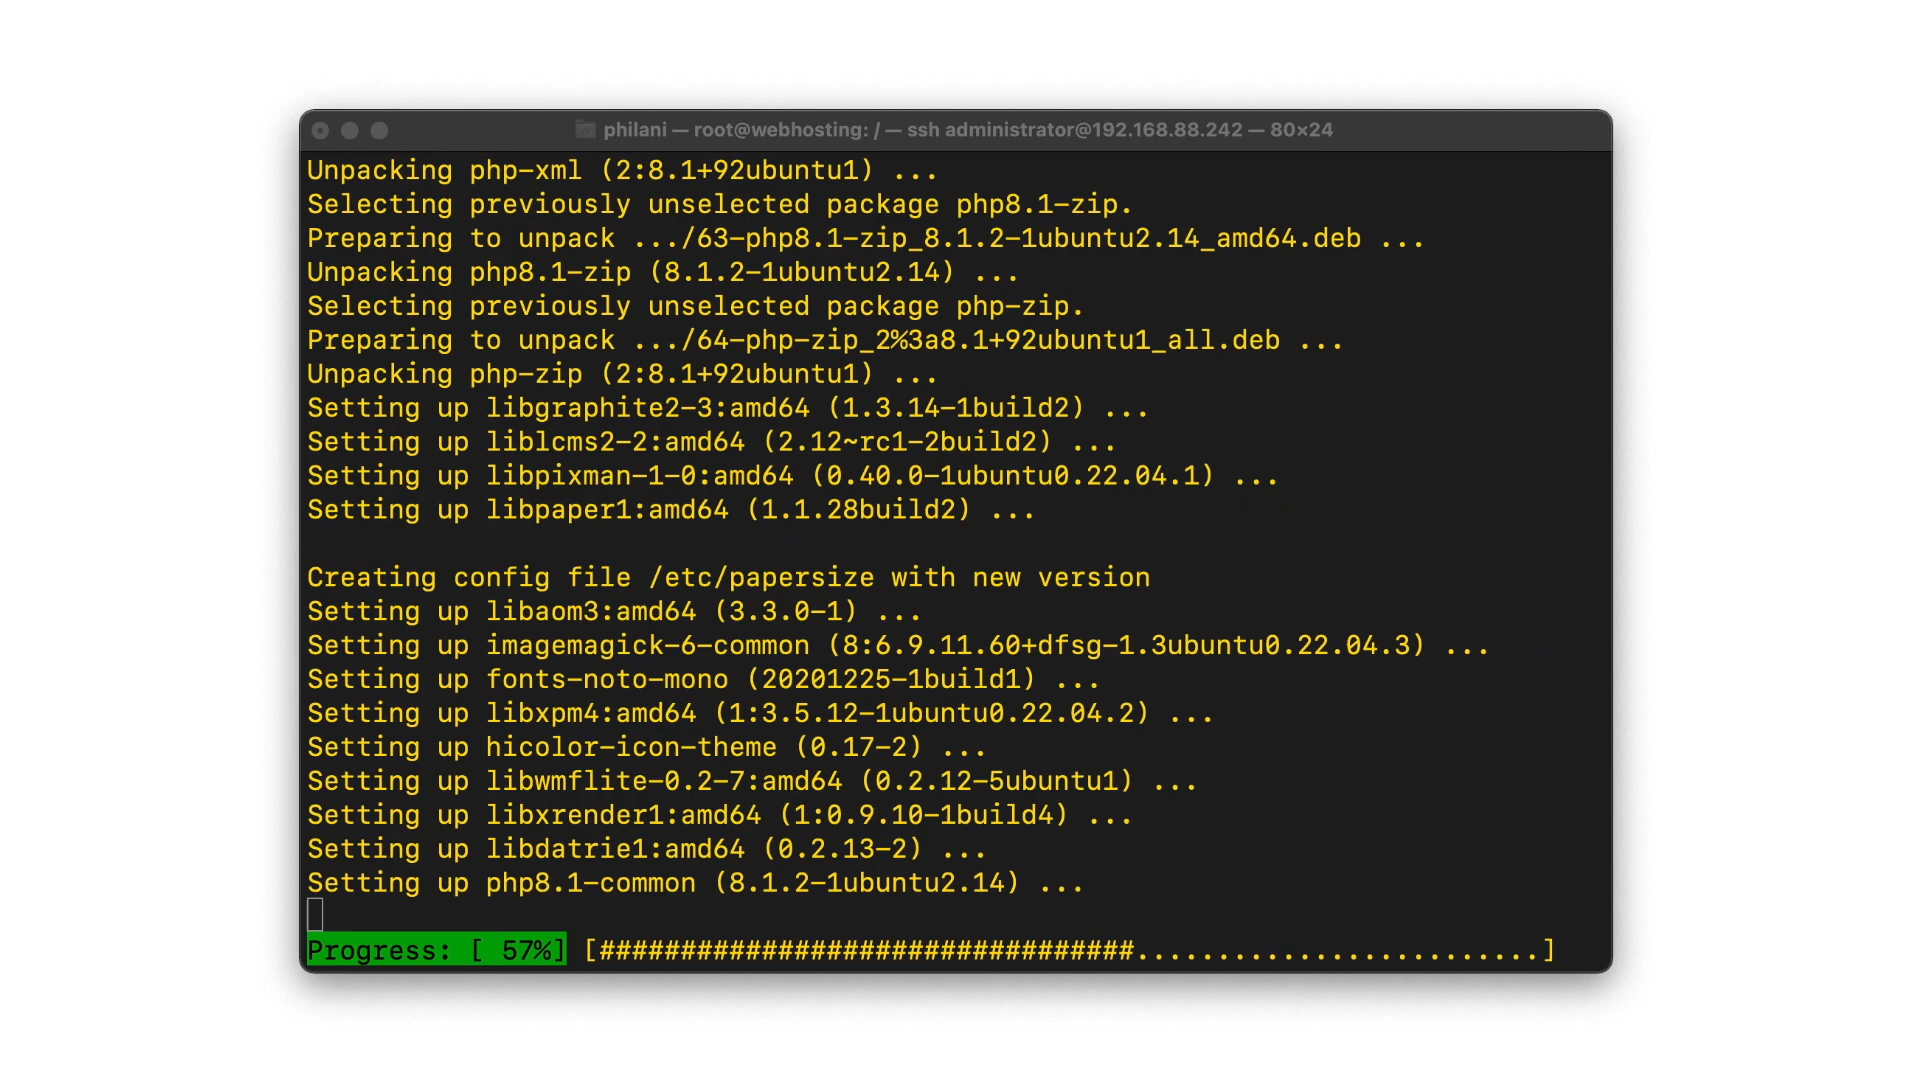 philani — root@webhosting: / — ssh administrator@192.168.88.242 — 80×24
Unpacking php-xml (2:8.1+92ubuntu1) ...
Selecting previously unselected package php8.1-zip.
Preparing to unpack .../63-php8.1-zip_8.1.2-1ubuntu2.14_amd64.deb ...
Unpacking php8.1-zip (8.1.2-1ubuntu2.14) ...
Selecting previously unselected package php-zip.
Preparing to unpack .../64-php-zip_2%3a8.1+92ubuntu1_all.deb ...
Unpacking php-zip (2:8.1+92ubuntu1) ...
Setting up libgraphite2-3:amd64 (1.3.14-1build2) ...
Setting up liblcms2-2:amd64 (2.12~rc1-2build2) ...
Setting up libpixman-1-0:amd64 (0.40.0-1ubuntu0.22.04.1) ...
Setting up libpaper1:amd64 (1.1.28build2) ...
Creating config file /etc/papersize with new version
Setting up libaom3:amd64 (3.3.0-1) ...
Setting up imagemagick-6-common (8:6.9.11.60+dfsg-1.3ubuntu0.22.04.3) ...
Setting up fonts-noto-mono (20201225-1build1) ...
Setting up libxpm4:amd64 (1:3.5.12-1ubuntu0.22.04.2) ...
Setting up hicolor-icon-theme (0.17-2) ...
Setting up libwmflite-0.2-7:amd64 (0.2.12-5ubuntu1) ...
Setting up libxrender1:amd64 (1:0.9.10-1build4) ...
Setting up libdatrie1:amd64 (0.2.13-2) ...
Setting up php8.1-common (8.1.2-1ubuntu2.14) ...
Progress: [ 57%] [#################################.........................]